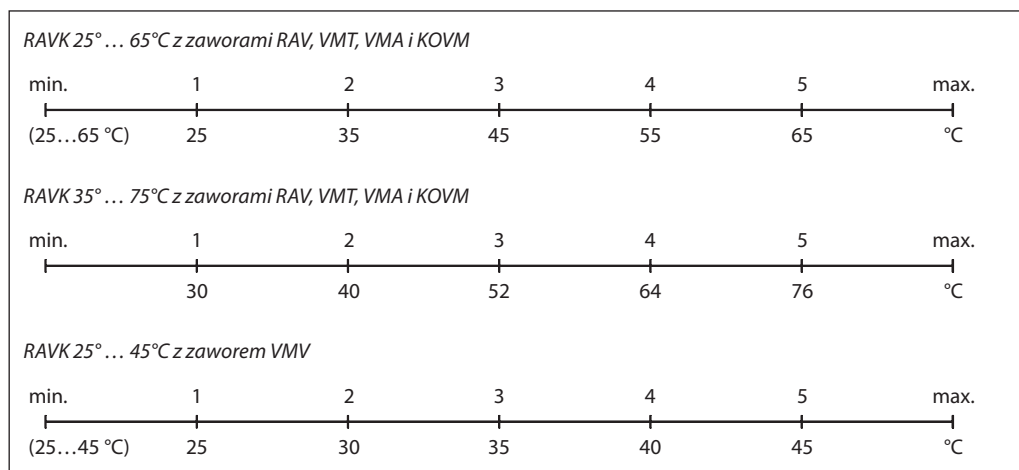 RAVK 25° … 65°C z zaworami RAV, VMT, VMA i KOVM
min. 1 2 3 4 5 max.
(25…65 °C) 25 35 45 55 65 °C
RAVK 35° … 75°C z zaworami RAV, VMT, VMA i KOVM
min. 1 2 3 4 5 max.
30 40 52 64 76 °C
RAVK 25° … 45°C z zaworem VMV
min. 1 2 3 4 5 max.
(25…45 °C) 25 30 35 40 45 °C